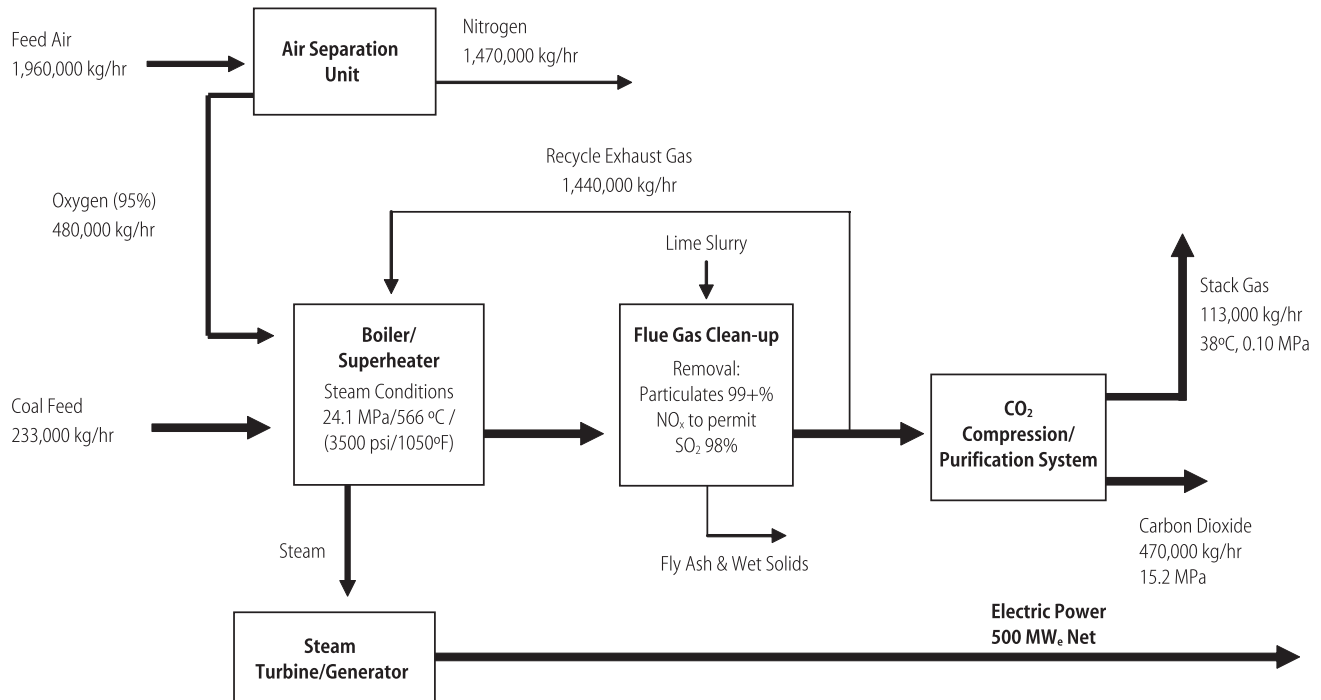 Feed Air
1,960,000 kg/hr
Air Separation
Unit
Nitrogen
1,470,000 kg/hr
Oxygen (95%)
480,000 kg/hr
Recycle Exhaust Gas
1,440,000 kg/hr
Lime Slurry
Coal Feed
233,000 kg/hr
Boiler/
Superheater
Steam Conditions
24.1 MPa/566 ºC /
(3500 psi/1050ºF)
Flue Gas Clean-up
Removal:
Particulates 99+%
NOₓ to permit
SO₂ 98%
Fly Ash & Wet Solids
CO₂
Compression/
Purification System
Stack Gas
113,000 kg/hr
38ºC, 0.10 MPa
Carbon Dioxide
470,000 kg/hr
15.2 MPa
Steam
Steam
Turbine/Generator
Electric Power
500 MWₑ Net